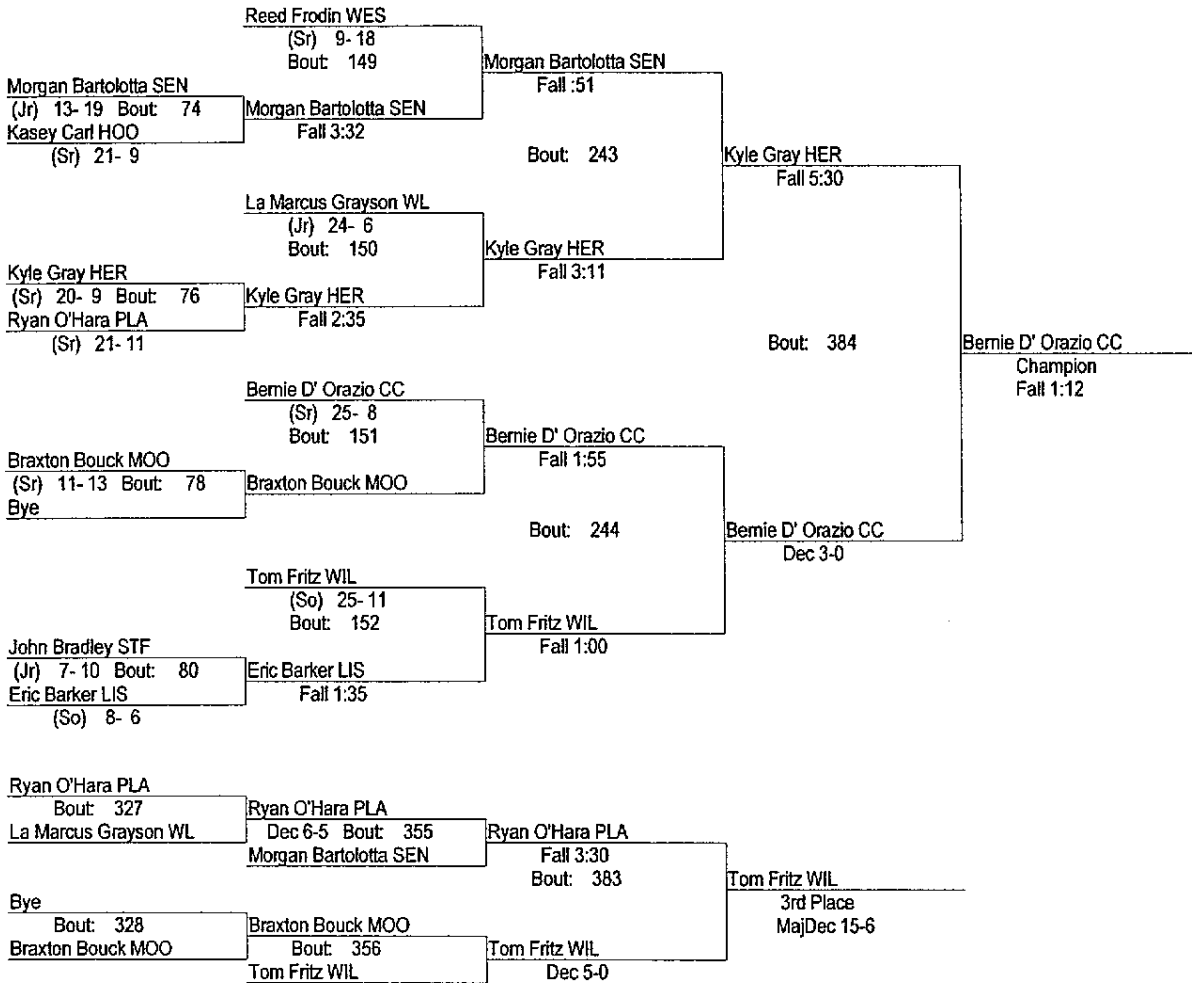 Reed Frodin WES
(Sr) 9- 18
Bout: 149
Morgan Bartolotta SEN
Fall :51
Morgan Bartolotta SEN
(Jr) 13- 19 Bout: 74
Kasey Carl HOO
(Sr) 21- 9
Morgan Bartolotta SEN
Fall 3:32
Bout: 243
Kyle Gray HER
Fall 5:30
La Marcus Grayson WL
(Jr) 24- 6
Bout: 150
Kyle Gray HER
Fall 3:11
Kyle Gray HER
(Sr) 20- 9 Bout: 76
Ryan O'Hara PLA
(Sr) 21- 11
Kyle Gray HER
Fall 2:35
Bout: 384
Bernie D' Orazio CC
Champion
Fall 1:12
Bernie D' Orazio CC
(Sr) 25- 8
Bout: 151
Bernie D' Orazio CC
Fall 1:55
Braxton Bouck MOO
(Sr) 11- 13 Bout: 78
Bye
Braxton Bouck MOO
Bout: 244
Bernie D' Orazio CC
Dec 3-0
Tom Fritz WIL
(So) 25- 11
Bout: 152
Tom Fritz WIL
Fall 1:00
John Bradley STF
(Jr) 7- 10 Bout: 80
Eric Barker LIS
(So) 8- 6
Eric Barker LIS
Fall 1:35
Ryan O'Hara PLA
Bout: 327
La Marcus Grayson WL
Ryan O'Hara PLA
Dec 6-5 Bout: 355
Morgan Bartolotta SEN
Ryan O'Hara PLA
Fall 3:30
Bout: 383
Tom Fritz WIL
3rd Place
MajDec 15-6
Bye
Bout: 328
Braxton Bouck MOO
Braxton Bouck MOO
Bout: 356
Tom Fritz WIL
Tom Fritz WIL
Dec 5-0